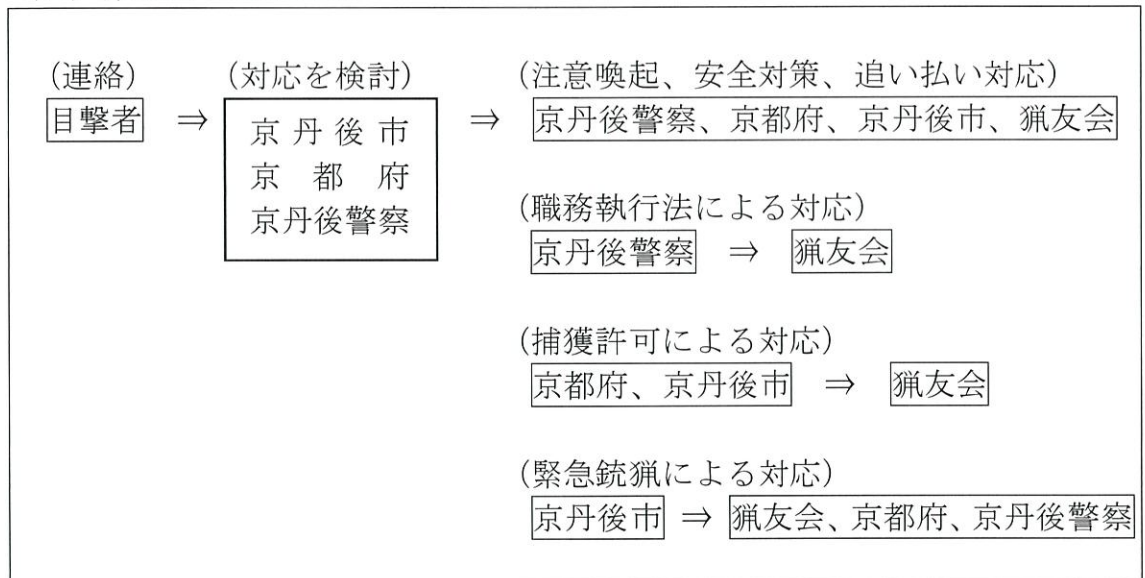 (連絡) (対応を検討) (注意喚起、安全対策、追い払い対応)
目撃者 ⇒ 京丹後市 ⇒ 京丹後警察、京都府、京丹後市、猟友会
京都府
京丹後警察
(職務執行法による対応)
京丹後警察 ⇒ 猟友会
(捕獲許可による対応)
京都府、京丹後市 ⇒ 猟友会
(緊急銃猟による対応)
京丹後市 ⇒ 猟友会、京都府、京丹後警察